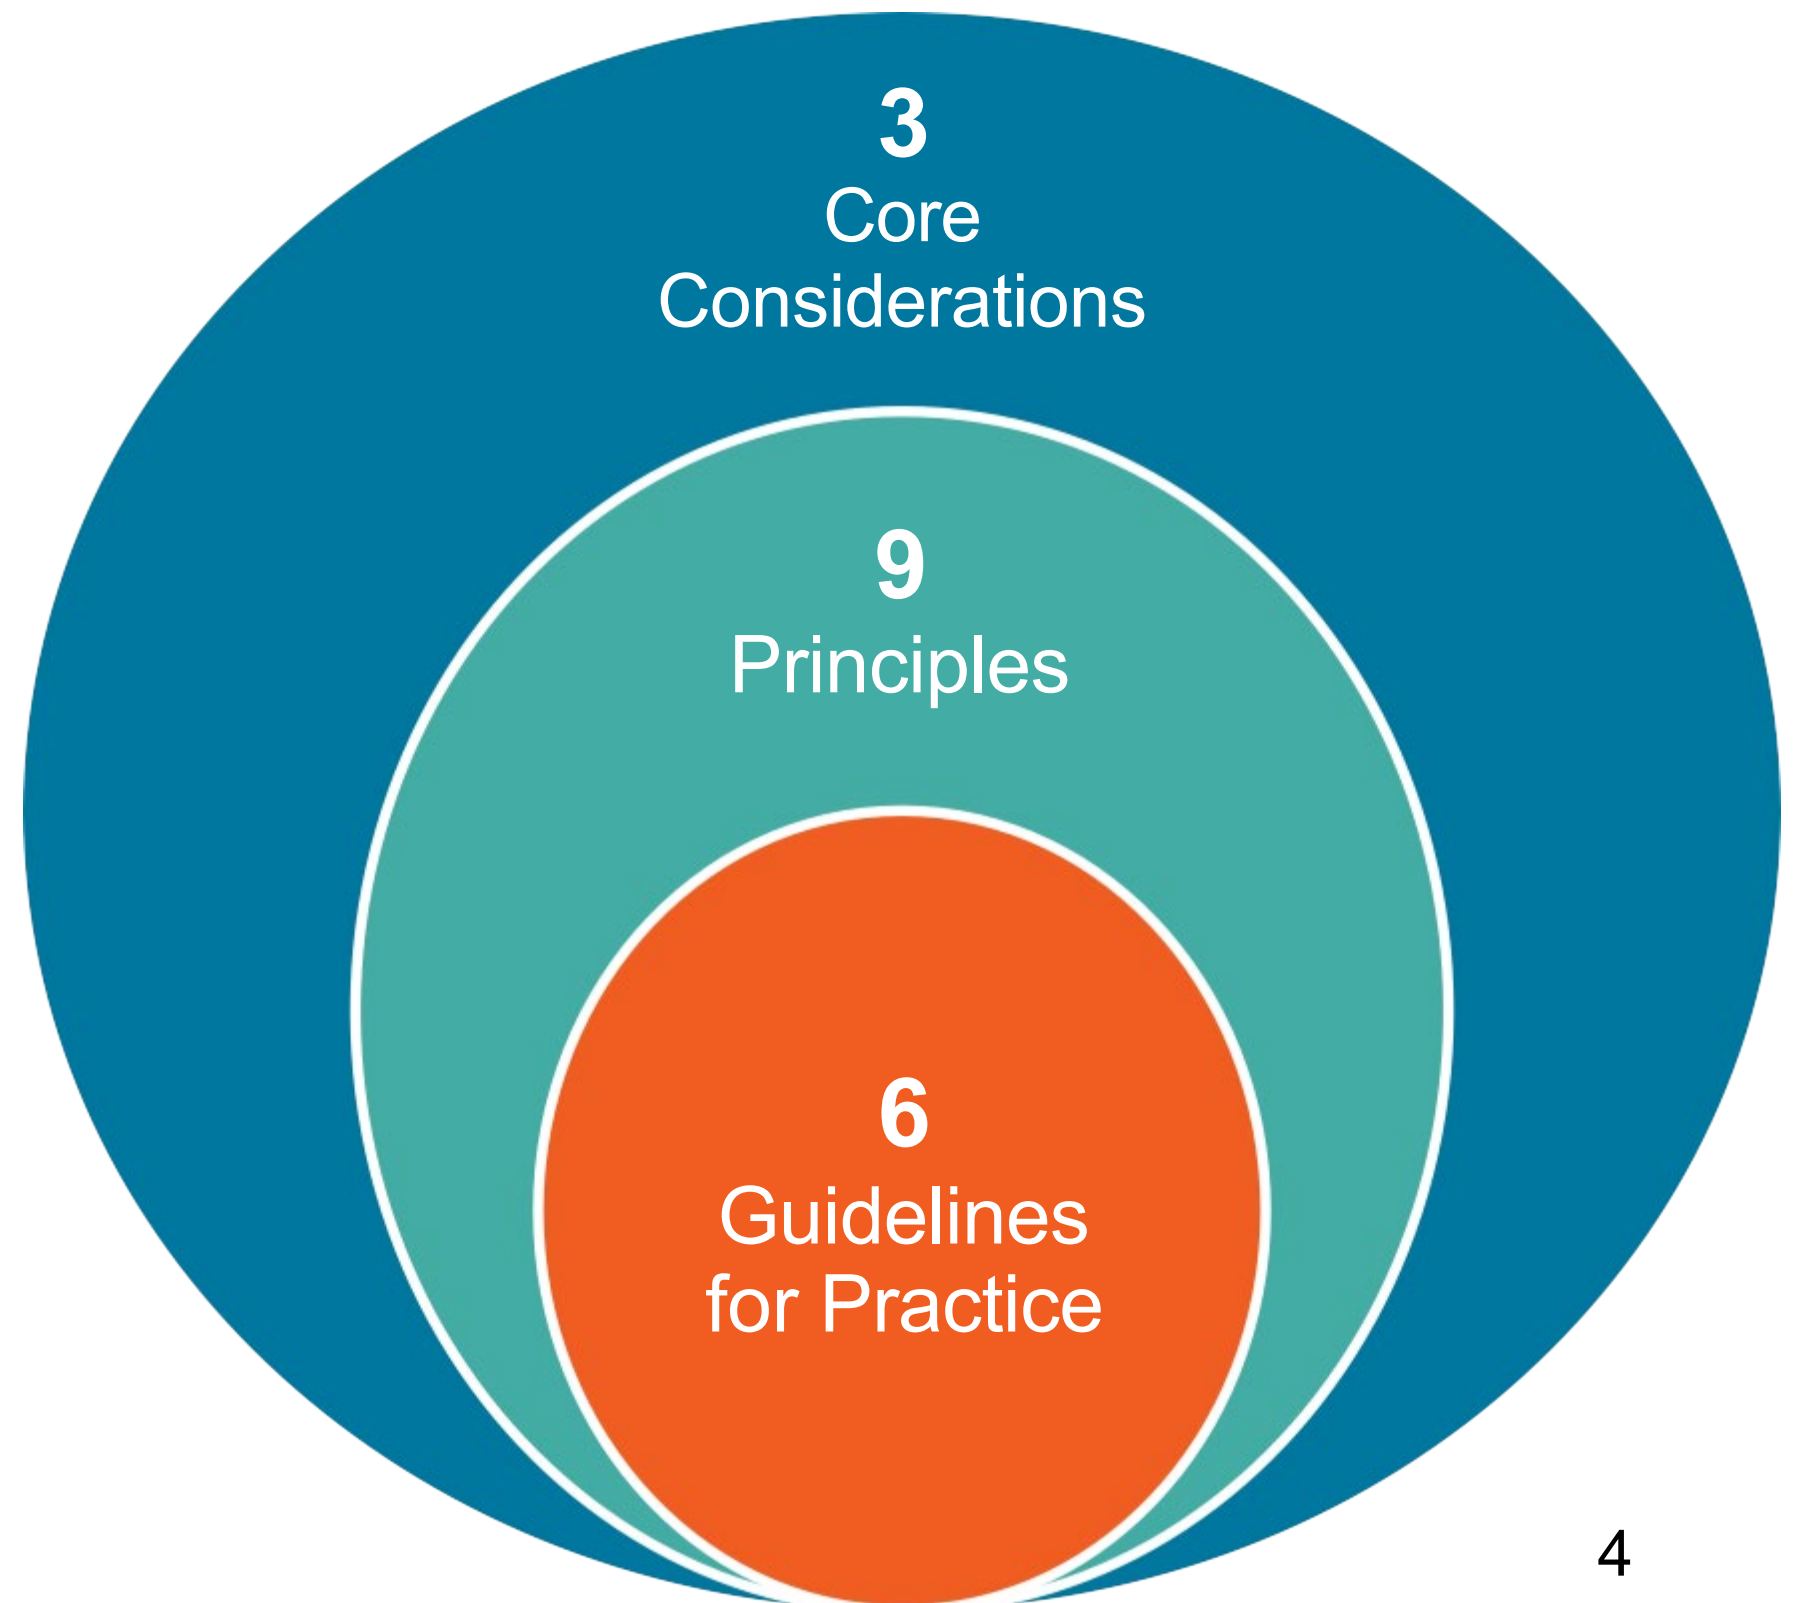 3
Core
Considerations
9
Principles
6
Guidelines
for Practice
4